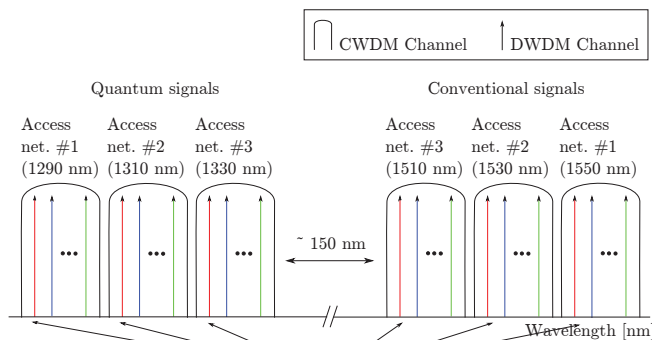 CWDM Channel DWDM Channel
Quantum signals Conventional signals
Access Access Access Access Access Access
net. #1 net. #2 net. #3 net. #3 net. #2 net. #1
(1290 nm) (1310 nm) (1330 nm) (1510 nm) (1530 nm) (1550 nm)
~ 150 nm
Wavelength [nm]